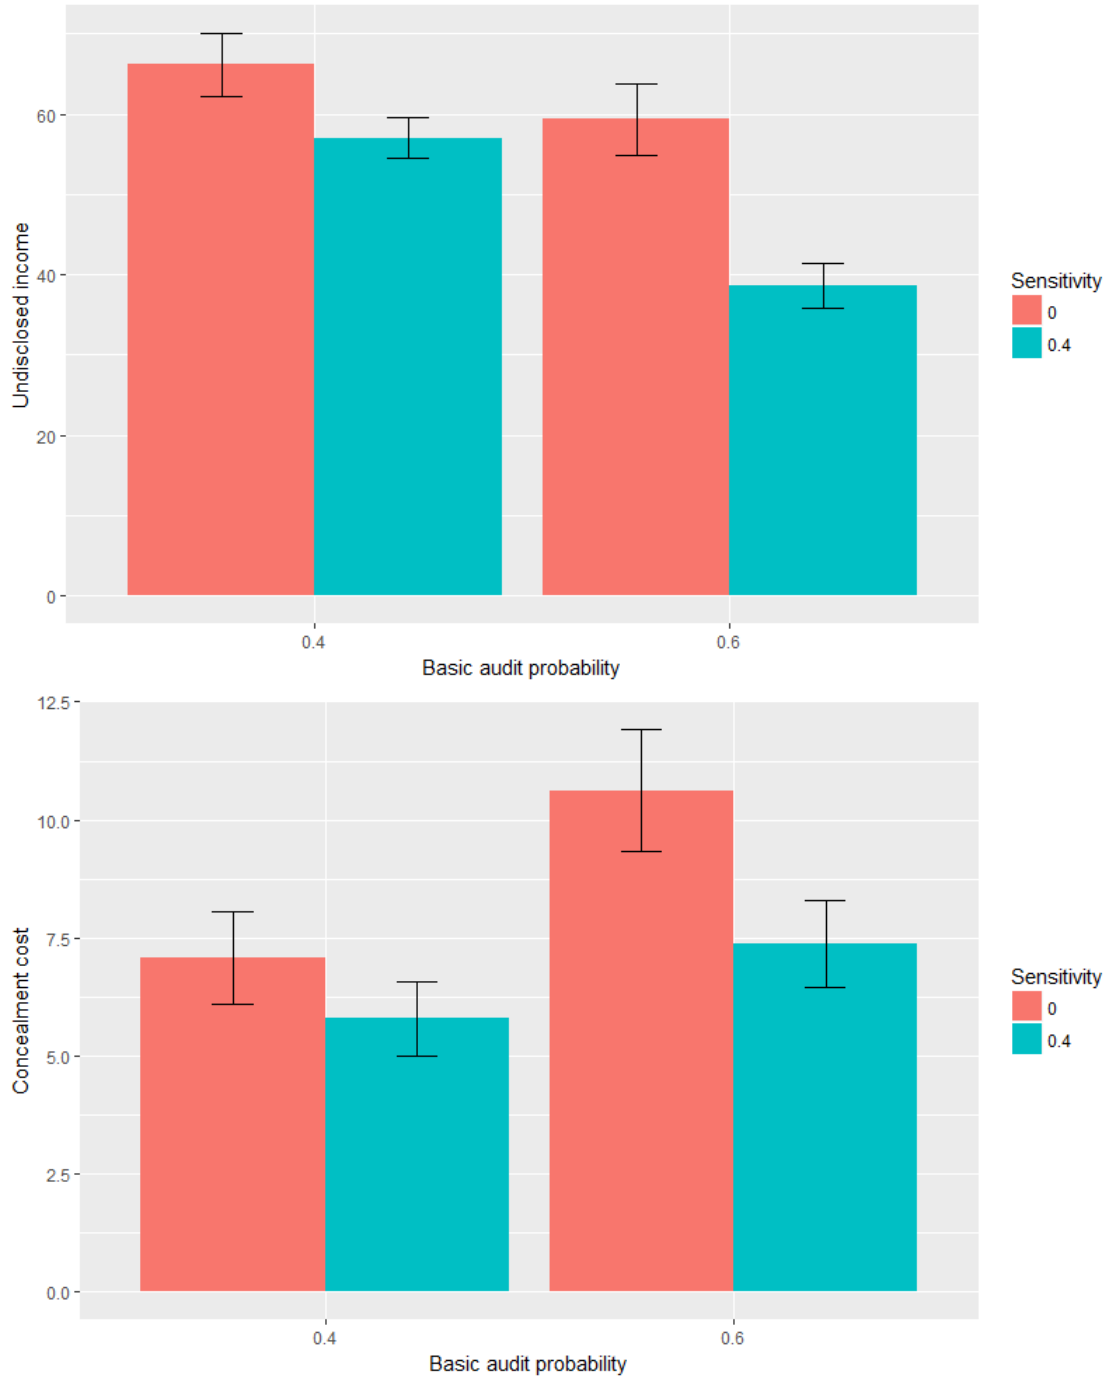 60
40
20
0
Undisclosed income
0.4 0.6
Basic audit probability
Sensitivity
0
0.4
12.5
10.0
7.5
5.0
2.5
0.0
Concealment cost
0.4 0.6
Basic audit probability
Sensitivity
0
0.4